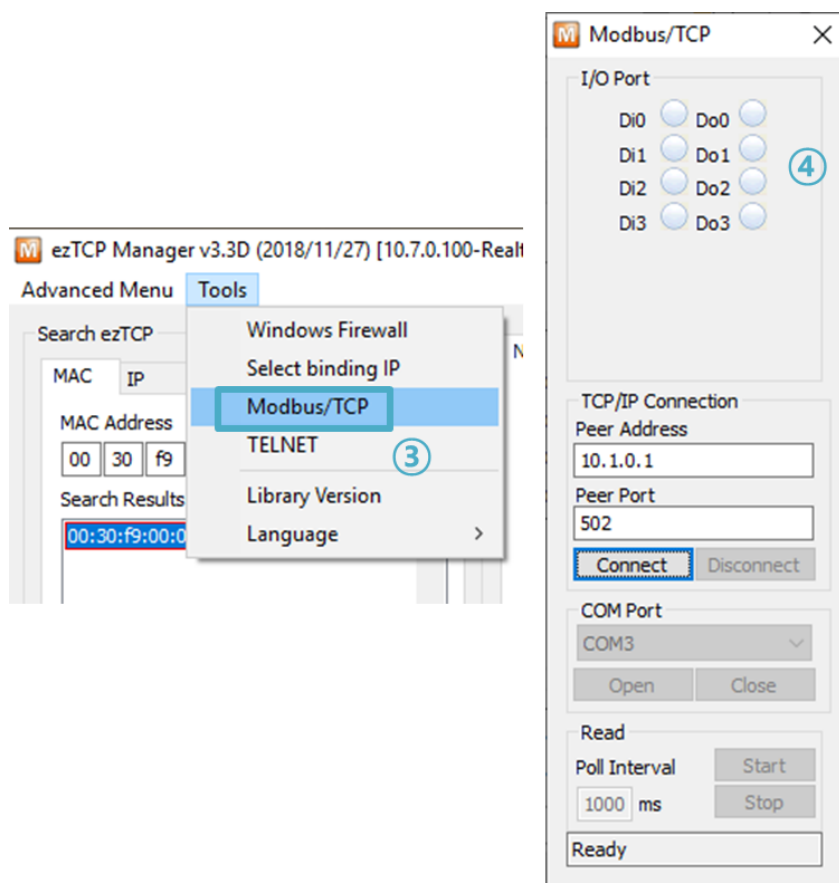 ezTCP Manager v3.3D (2018/11/27) [10.7.0.100-Realt
Advanced Menu Tools
Search ezTCP
MAC IP
MAC Address
00 30 f9
Search Results
00:30:f9:00:0
Windows Firewall
Select binding IP
Modbus/TCP
TELNET
③
Library Version
Language
N
Modbus/TCP
I/O Port
Di0 Do0
Di1 Do1
④
Di2 Do2
Di3 Do3
TCP/IP Connection
Peer Address
10.1.0.1
Peer Port
502
Connect Disconnect
COM Port
COM3
Open Close
Read
Poll Interval Start
1000 ms Stop
Ready